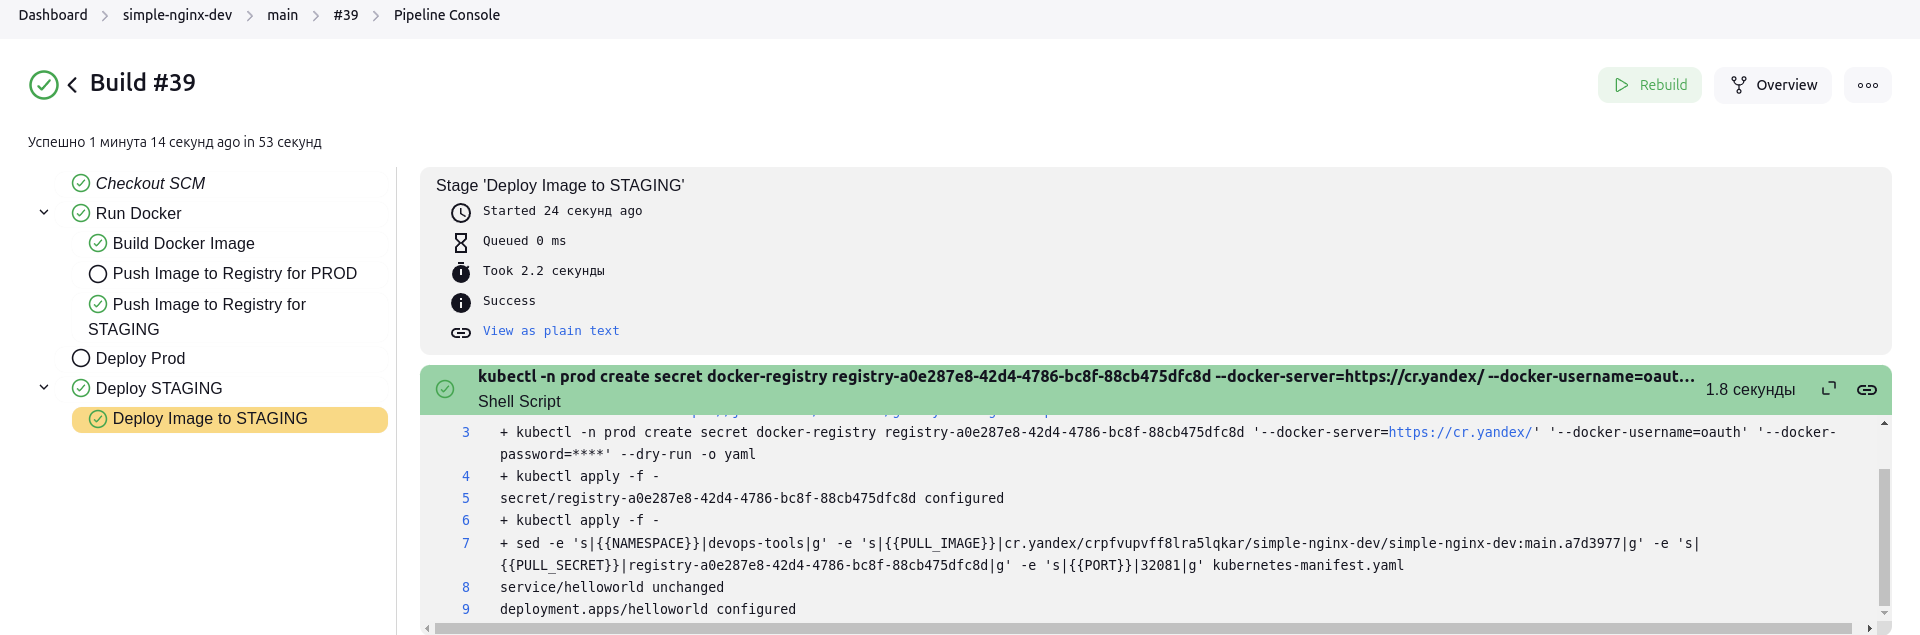 Dashboard simple-nginx-dev main #39 Pipeline Console
Build #39
Rebuild Overview
Успешно 1 минута 14 секунд ago in 53 секунд
Checkout SCM
Run Docker
Build Docker Image
Push Image to Registry for PROD
Push Image to Registry for
STAGING
Deploy Prod
Deploy STAGING
Deploy Image to STAGING
Stage 'Deploy Image to STAGING'
Started 24 секунд ago
Queued 0 ms
Took 2.2 секунды
Success
View as plain text
kubectl -n prod create secret docker-registry registry-a0e287e8-42d4-4786-bc8f-88cb475dfc8d --docker-server=https://cr.yandex/ --docker-username=oaut...
Shell Script
1.8 секунды
3 + kubectl -n prod create secret docker-registry registry-a0e287e8-42d4-4786-bc8f-88cb475dfc8d '--docker-server=https://cr.yandex/' '--docker-username=oauth' '--docker-
password=****' --dry-run -o yaml
4 + kubectl apply -f -
5 secret/registry-a0e287e8-42d4-4786-bc8f-88cb475dfc8d configured
6 + kubectl apply -f -
7 + sed -e 's|{{NAMESPACE}}|devops-tools|g' -e 's|{{PULL_IMAGE}}|cr.yandex/crpfvupvff8lra5lqkar/simple-nginx-dev/simple-nginx-dev:main.a7d3977|g' -e 's|
{{PULL_SECRET}}|registry-a0e287e8-42d4-4786-bc8f-88cb475dfc8d|g' -e 's|{{PORT}}|32081|g' kubernetes-manifest.yaml
8 service/helloworld unchanged
9 deployment.apps/helloworld configured